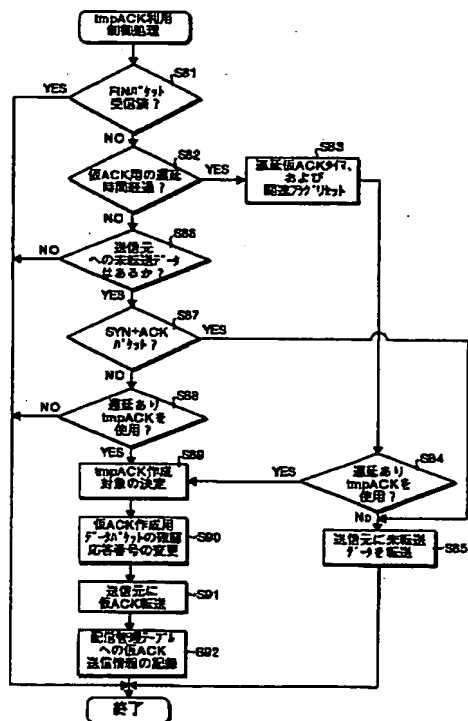 tmpACK利用
制御処理
S81
FINパケット
受信済?
YES
NO
S82
仮ACK用の遅延
時間経過?
YES
S83
遅延仮ACKタイマ、
および
関連フラグリセット
NO
S86
送信元
への未転送データ
はあるか?
NO
YES
S87
SYN+ACK
パケット?
YES
NO
S88
遅延あり
tmpACKを
使用?
NO
YES
S89
tmpACK作成
対象の決定
S84
遅延あり
tmpACKを
使用?
YES
No
仮ACK作成用
データパケットの確認
応答番号の変更
S90
送信元に未転送
データを転送
S85
送信元に
仮ACK転送
S91
配信管理テーブル
への仮ACK
送信情報の記録
S92
終了